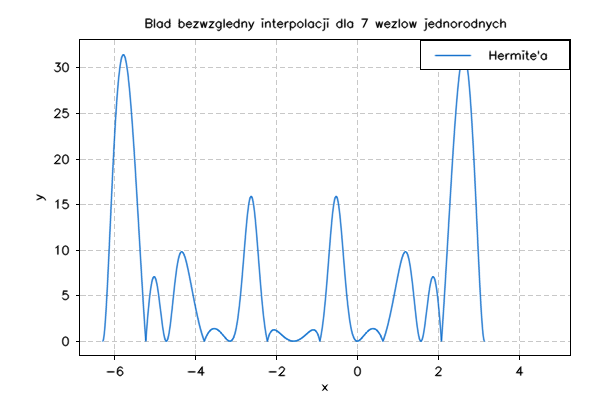 Blad bezwzgledny interpolacji dla 7 wezlow jednorodnych
Hermite'a
30
25
20
15
10
5
0
y
−6 −4 −2 0 2 4
x